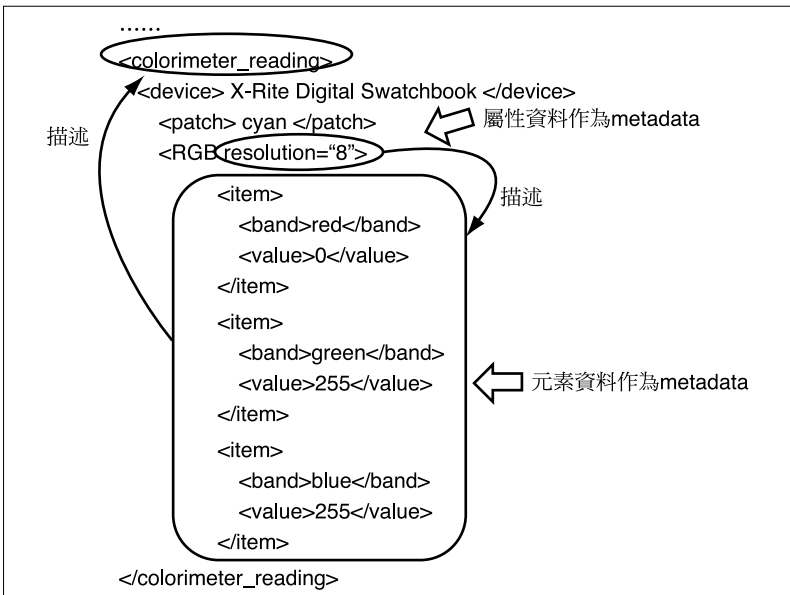 ……
<colorimeter_reading>
<device> X-Rite Digital Swatchbook </device>
<patch> cyan </patch>
屬性資料作為metadata
描述
<RGB resolution=“8”>
描述
<item>
<band>red</band>
<value>0</value>
</item>
<item>
<band>green</band>
<value>255</value>
元素資料作為metadata
</item>
<item>
<band>blue</band>
<value>255</value>
</item>
</colorimeter_reading>